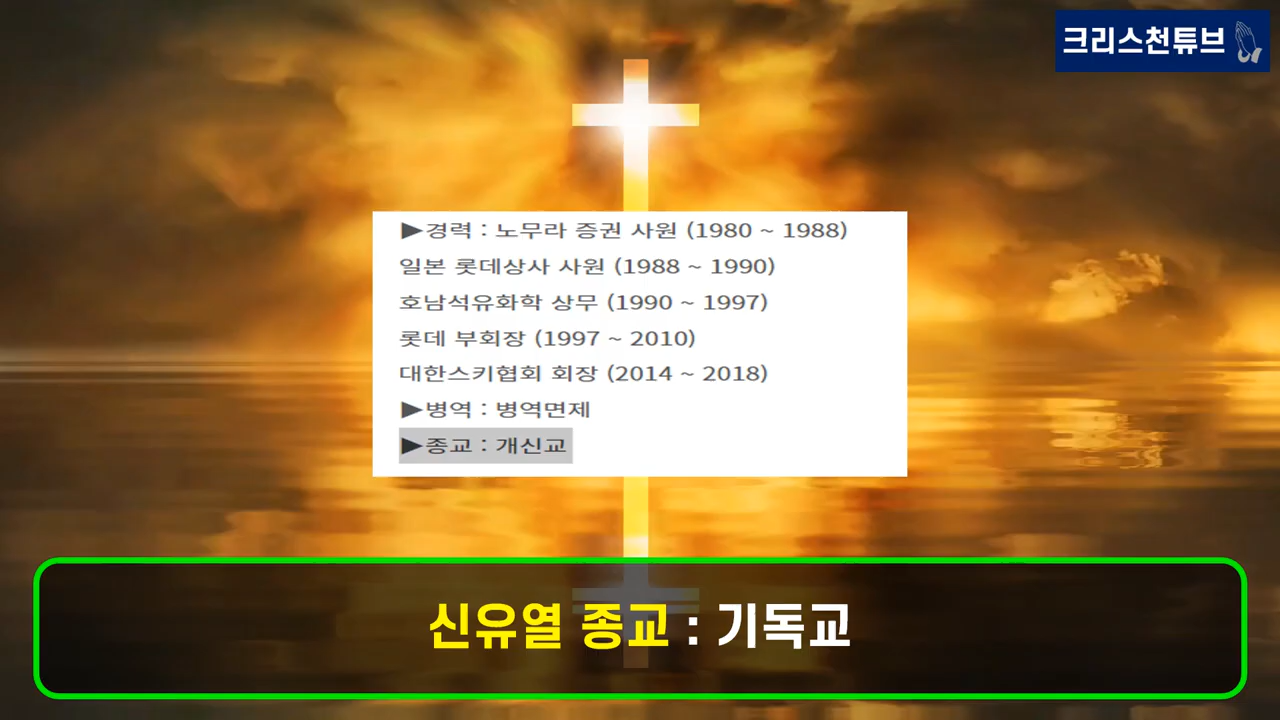 크리스천튜브
▶경력 : 노무라 증권 사원 (1980 ~ 1988)
일본 롯데상사 사원 (1988 ~ 1990)
호남석유화학 상무 (1990 ~ 1997)
롯데 부회장 (1997 ~ 2010)
대한스키협회 회장 (2014 ~ 2018)
▶병역 : 병역면제
▶종교 : 개신교
신유열 종교 : 기독교